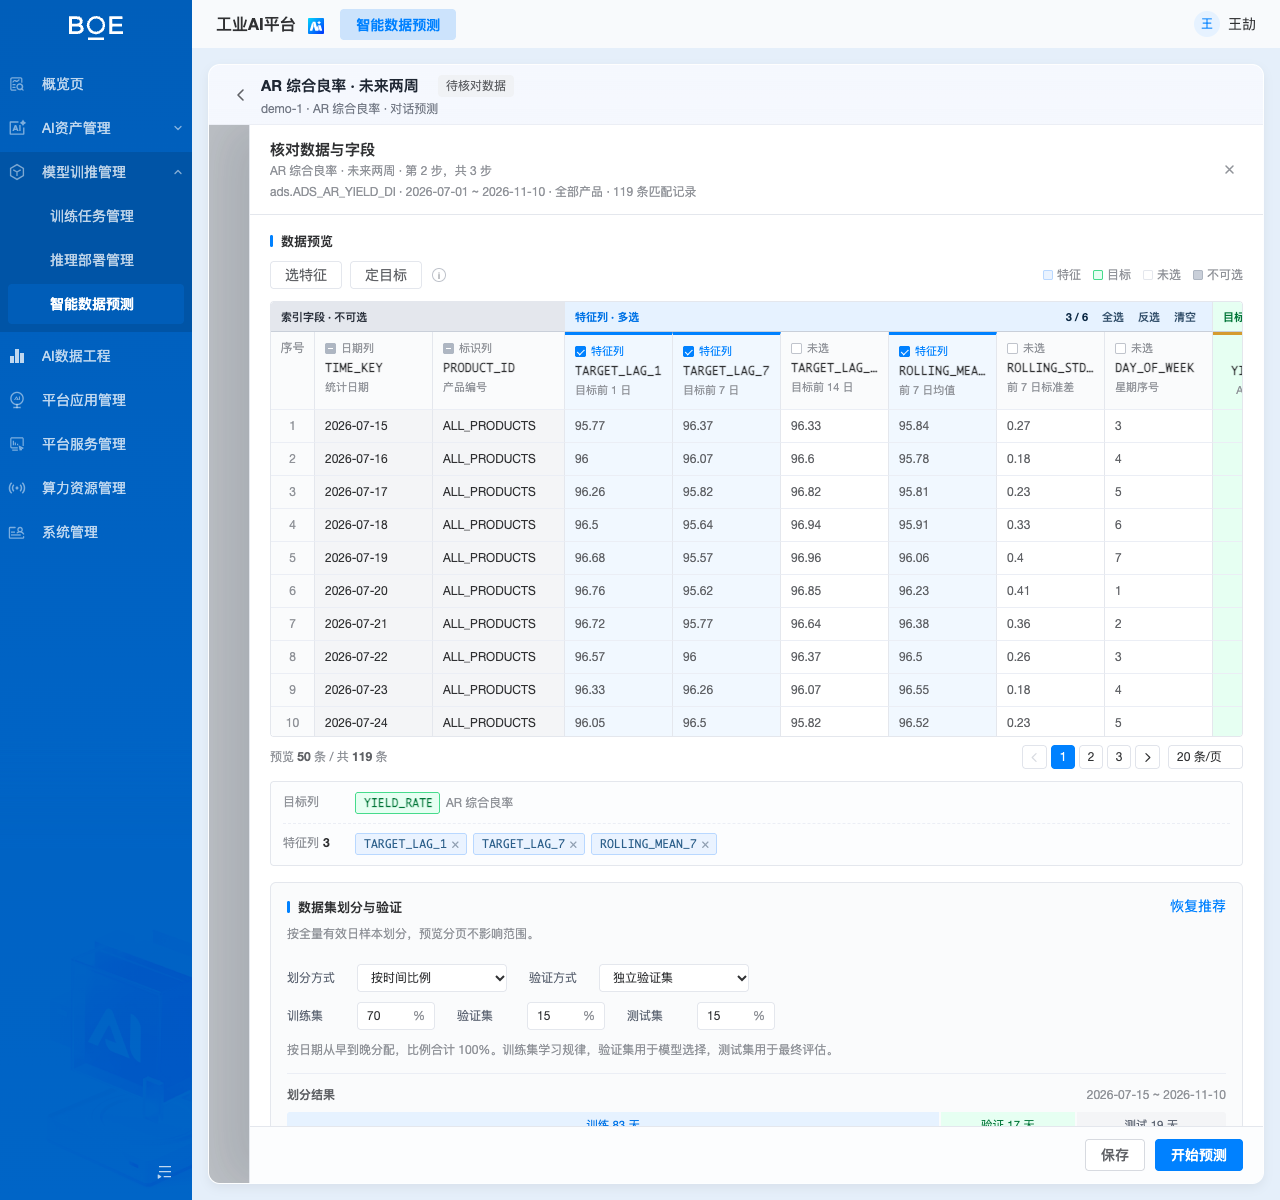 BOE
工业AI平台
智能数据预测
王
王劼
概览页
AI资产管理
模型训推管理
训练任务管理
推理部署管理
智能数据预测
AI数据工程
平台应用管理
平台服务管理
算力资源管理
系统管理
AR 综合良率 · 未来两周
待核对数据
demo-1 · AR 综合良率 · 对话预测
核对数据与字段
AR 综合良率 · 未来两周 · 第 2 步，共 3 步
ads.ADS_AR_YIELD_DI · 2026-07-01 ~ 2026-11-10 · 全部产品 · 119 条匹配记录
数据预览
选特征 定目标
特征 目标 未选 不可选
索引字段 · 不可选 特征列 · 多选 3 / 6 全选 反选 清空 目标
序号 日期列 标识列 特征列 特征列 未选 特征列 未选 未选
TIME_KEY PRODUCT_ID TARGET_LAG_1 TARGET_LAG_7 TARGET_LAG_... ROLLING_MEA... ROLLING_STD... DAY_OF_WEEK
统计日期 产品编号 目标前 1 日 目标前 7 日 目标前 14 日 前 7 日均值 前 7 日标准差 星期序号
1 2026-07-15 ALL_PRODUCTS 95.77 96.37 96.33 95.84 0.27 3
2 2026-07-16 ALL_PRODUCTS 96 96.07 96.6 95.78 0.18 4
3 2026-07-17 ALL_PRODUCTS 96.26 95.82 96.82 95.81 0.23 5
4 2026-07-18 ALL_PRODUCTS 96.5 95.64 96.94 95.91 0.33 6
5 2026-07-19 ALL_PRODUCTS 96.68 95.57 96.96 96.06 0.4 7
6 2026-07-20 ALL_PRODUCTS 96.76 95.62 96.85 96.23 0.41 1
7 2026-07-21 ALL_PRODUCTS 96.72 95.77 96.64 96.38 0.36 2
8 2026-07-22 ALL_PRODUCTS 96.57 96 96.37 96.5 0.26 3
9 2026-07-23 ALL_PRODUCTS 96.33 96.26 96.07 96.55 0.18 4
10 2026-07-24 ALL_PRODUCTS 96.05 96.5 95.82 96.52 0.23 5
预览 50 条 / 共 119 条
1 2 3 20 条/页
目标列 YIELD_RATE AR 综合良率
特征列 3 TARGET_LAG_1 × TARGET_LAG_7 × ROLLING_MEAN_7 ×
数据集划分与验证
恢复推荐
按全量有效日样本划分，预览分页不影响范围。
划分方式 按时间比例 验证方式 独立验证集
训练集 70 % 验证集 15 % 测试集 15 %
按日期从早到晚分配，比例合计 100%。训练集学习规律，验证集用于模型选择，测试集用于最终评估。
划分结果 2026-07-15 ~ 2026-11-10
训练 83 天 验证 17 天 测试 19 天
保存 开始预测